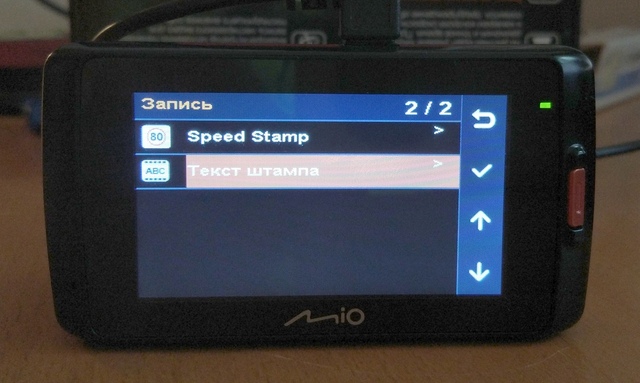 Запись 2 / 2
80 Speed Stamp >
ABC Текст штампа >
Mio